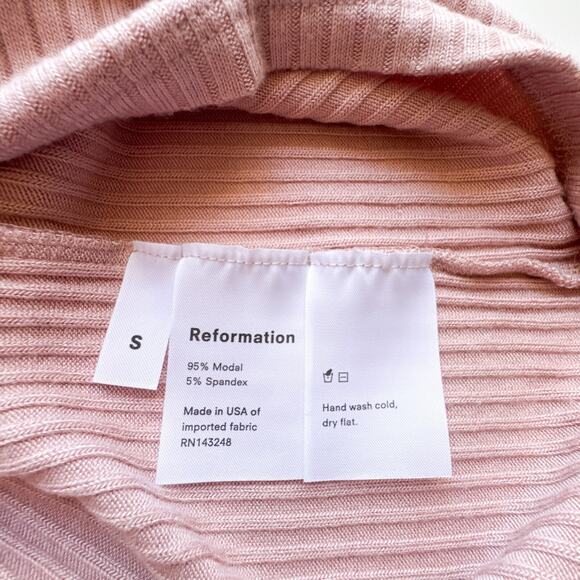 S
Reformation
95% Modal
5% Spandex
Made in USA of
imported fabric
RN143248
Hand wash cold,
dry flat.